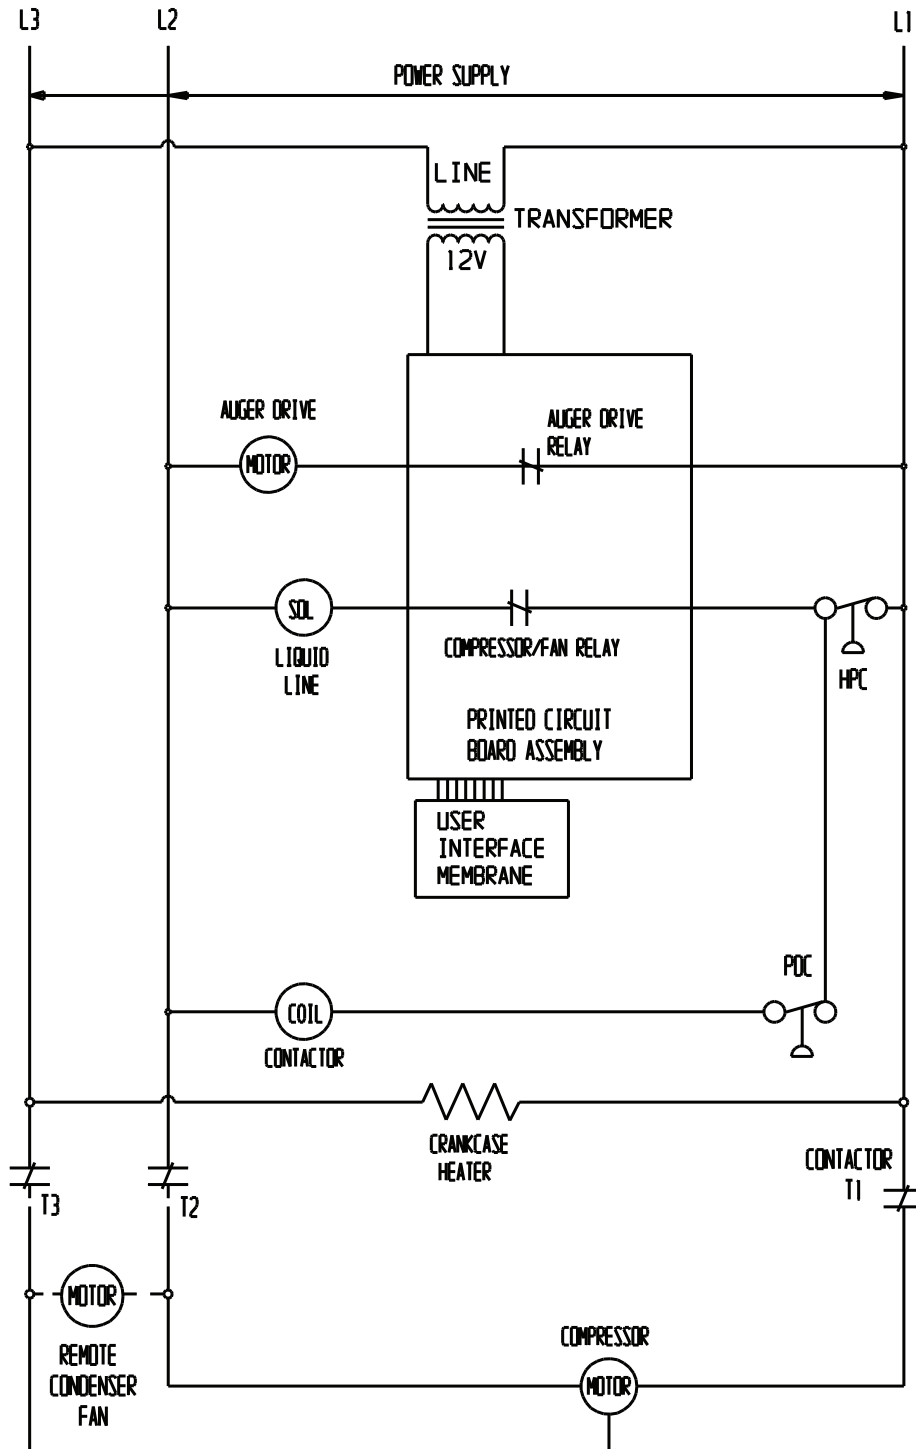 L3
L2
L1
POWER SUPPLY
LINE
TRANSFORMER
12V
AUGER DRIVE
MOTOR
AUGER DRIVE
RELAY
SOL
LIQUID
LINE
COMPRESSOR/FAN RELAY
HPC
PRINTED CIRCUIT
BOARD ASSEMBLY
USER
INTERFACE
MEMBRANE
POC
COIL
CONTACTOR
CRANKCASE
HEATER
CONTACTOR
T1
T3
T2
MOTOR
REMOTE
CONDENSER
FAN
COMPRESSOR
MOTOR